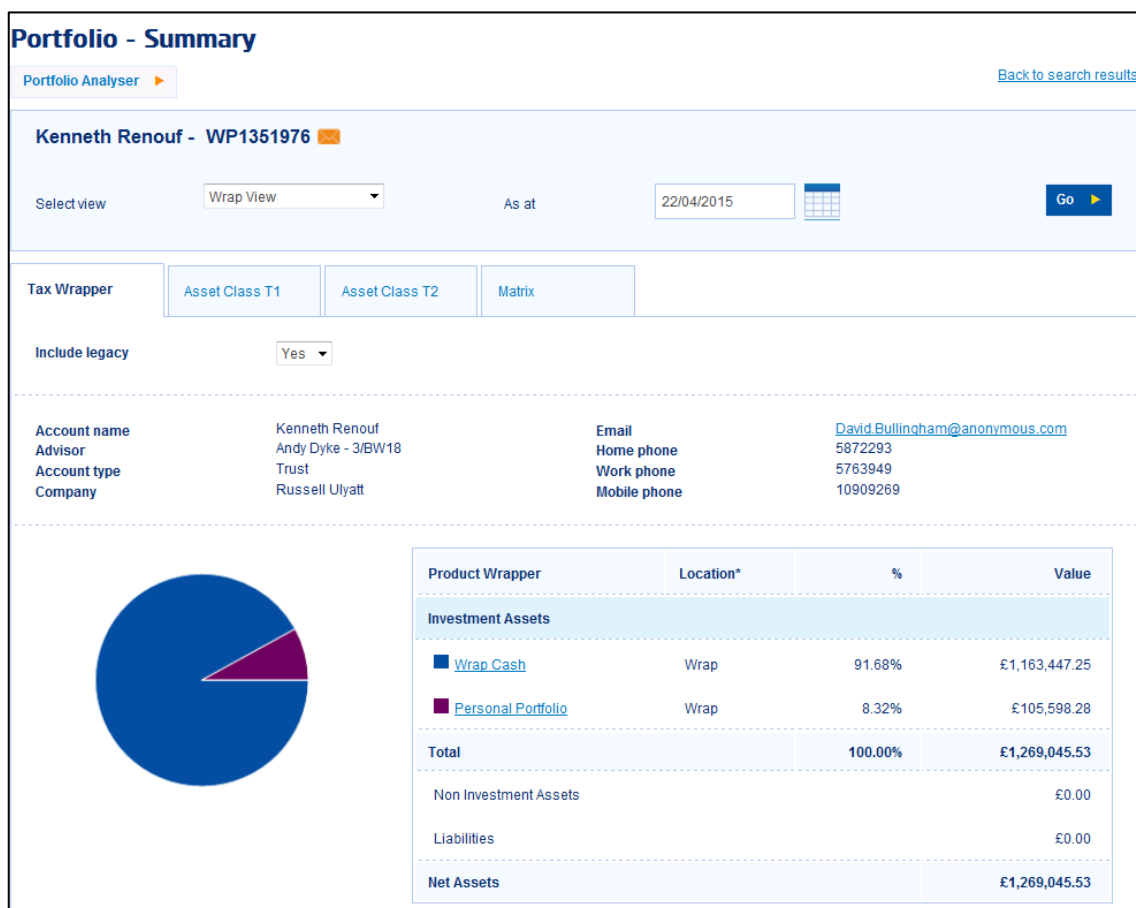 Portfolio - Summary
Portfolio Analyser
Back to search results
Kenneth Renouf - WP1351976
Select view Wrap View As at 22/04/2015 Go
Tax Wrapper Asset Class T1 Asset Class T2 Matrix
Include legacy Yes
Account name Kenneth Renouf Email David.Bullingham@anonymous.com
Advisor Andy Dyke - 3/BW18 Home phone 5872293
Account type Trust Work phone 5763949
Company Russell Ulyatt Mobile phone 10909269
Product Wrapper Location* % Value
Investment Assets
Wrap Cash Wrap 91.68% £1,163,447.25
Personal Portfolio Wrap 8.32% £105,598.28
Total 100.00% £1,269,045.53
Non Investment Assets £0.00
Liabilities £0.00
Net Assets £1,269,045.53